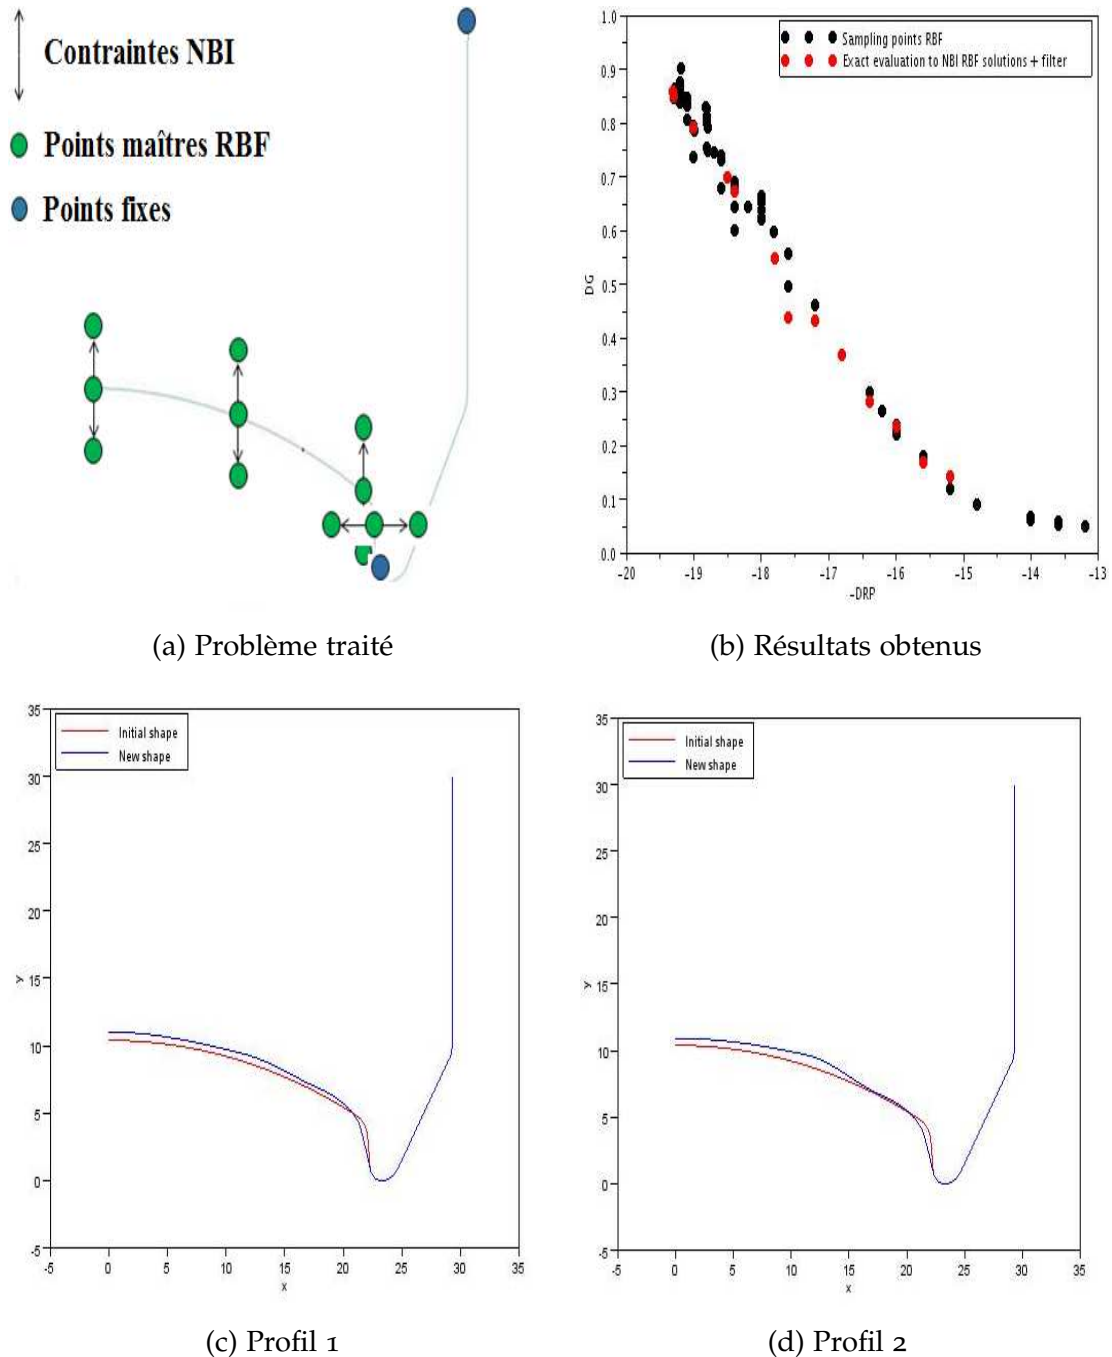 Contraintes NBI
Points maîtres RBF
Points fixes
(a) Problème traité
1.0
0.9
0.8
0.7
0.6
0.5
0.4
0.3
0.2
0.1
0.0
DG
Sampling points RBF
Exact evaluation to NBI RBF solutions + filter
-20
-19
-18
-17
-16
-15
-14
-13
-DRP
(b) Résultats obtenus
35
30
25
20
15
10
5
0
-5
y
Initial shape
New shape
-5
0
5
10
15
20
25
30
35
x
(c) Profil 1
35
30
25
20
15
10
5
0
-5
y
Initial shape
New shape
-5
0
5
10
15
20
25
30
35
x
(d) Profil 2